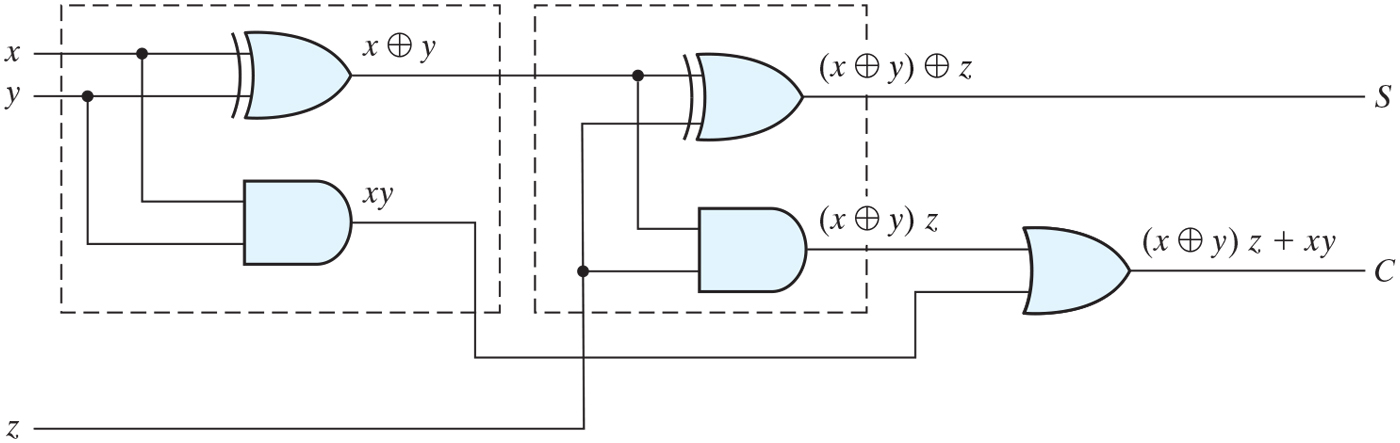 x
y
x ⊕ y
(x ⊕ y) ⊕ z
S
xy
(x ⊕ y) z
(x ⊕ y) z + xy
C
z